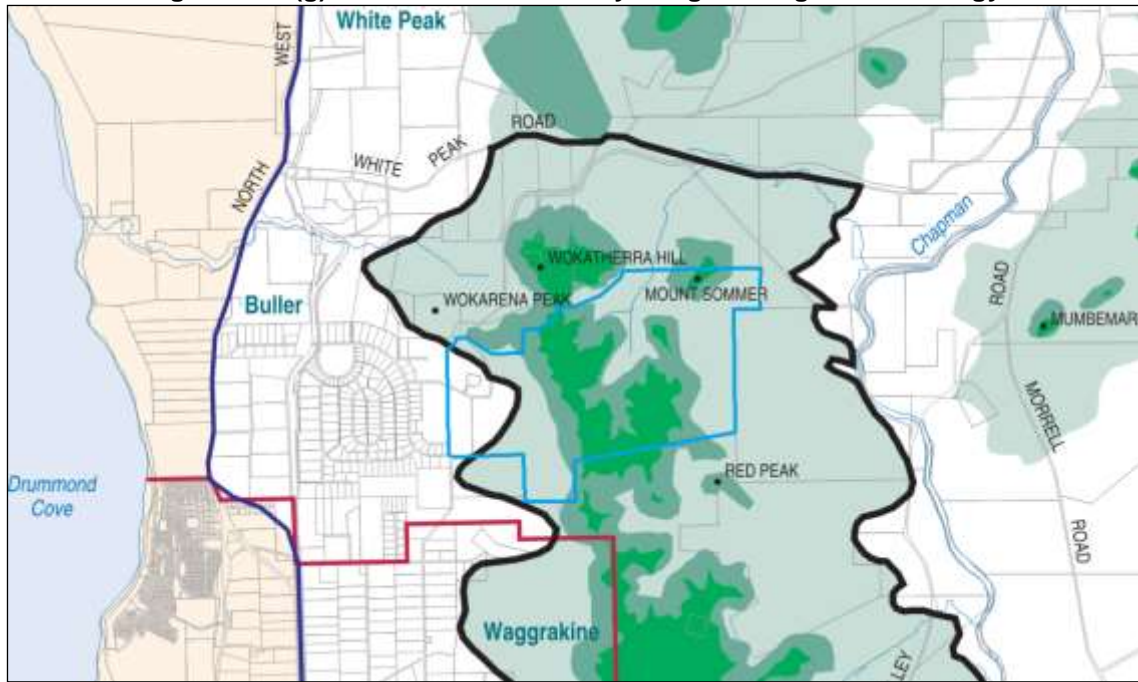 White Peak
WEST
NORTH
WHITE
PEAK
ROAD
Chapman
WOKATHERRA HILL
MOUNT SOMMER
WOKARENA PEAK
Buller
ROAD
MUMBEMAR
MORRELL
RED PEAK
Drummond
Cove
ROAD
Waggrakine
LEY